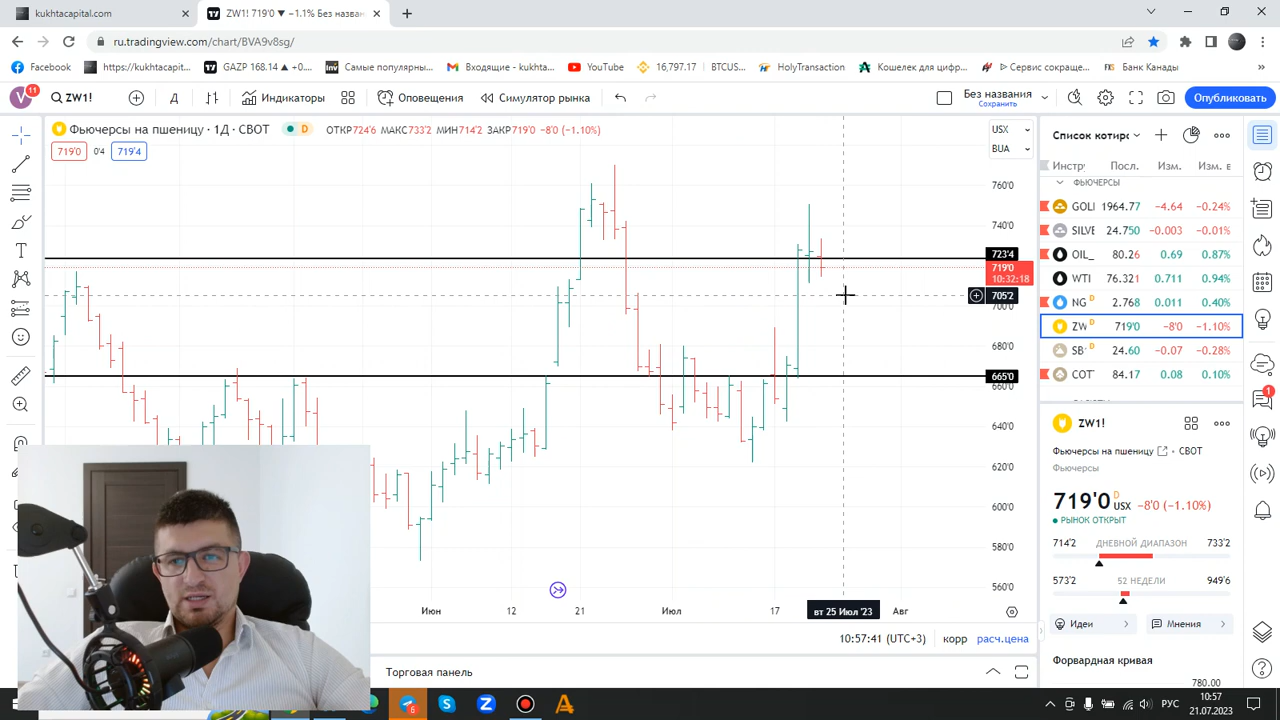 kukhtacapital.com
ZW1! 719'0 ▼ −1.1% Без назван
ru.tradingview.com/chart/BVA9v8sg/
Facebook
https://kukhtacapit...
GAZP 168.14 ▲ +0....
Самые популярны...
Входящие - kukhta...
YouTube
16,797.17 | BTCUS...
HolyTransaction
Кошелек для цифр...
Сервис сокраще...
Банк Канады
»
V
11
ZW1!
Д
Индикаторы
Оповещения
Симулятор рынка
Без названия
Сохранить
Опубликовать
Фьючерсы на пшеницу · 1Д · CBOT
D
ОТКР724'6 МАКС733'2 МИН714'2 ЗАКР719'0 −8'0 (−1.10%)
719'0
0'4
719'4
USX
BUA
760'0
740'0
723'4
719'0
10:32:18
705'2
700'0
680'0
665'0
660'0
640'0
620'0
600'0
580'0
560'0
Июн
12
21
Июл
17
вт 25 Июл '23
Авг
10:57:41 (UTC+3)
корр
расч.цена
Торговая панель
Список котирс
Инстру
Посл.
Изм.
Изм. в
ФЬЮЧЕРСЫ
GOLI 1964.77 −4.64 −0.24%
SILVE 24.750 −0.003 −0.01%
OIL_ 80.26 0.69 0.87%
WTI 76.321 0.711 0.94%
NG D 2.768 0.011 0.40%
ZW D 719'0 −8'0 −1.10%
SB D 24.60 −0.07 −0.28%
COT 84.17 0.08 0.10%
ZW1!
Фьючерсы на пшеницу · CBOT
Фьючерсы
719'0 D USX −8'0 (−1.10%)
РЫНОК ОТКРЫТ
714'2 ДНЕВНОЙ ДИАПАЗОН 733'2
573'2 52 НЕДЕЛИ 949'6
Идеи
Мнения
Форвардная кривая
780.00
1
6
РУС
10:57
21.07.2023